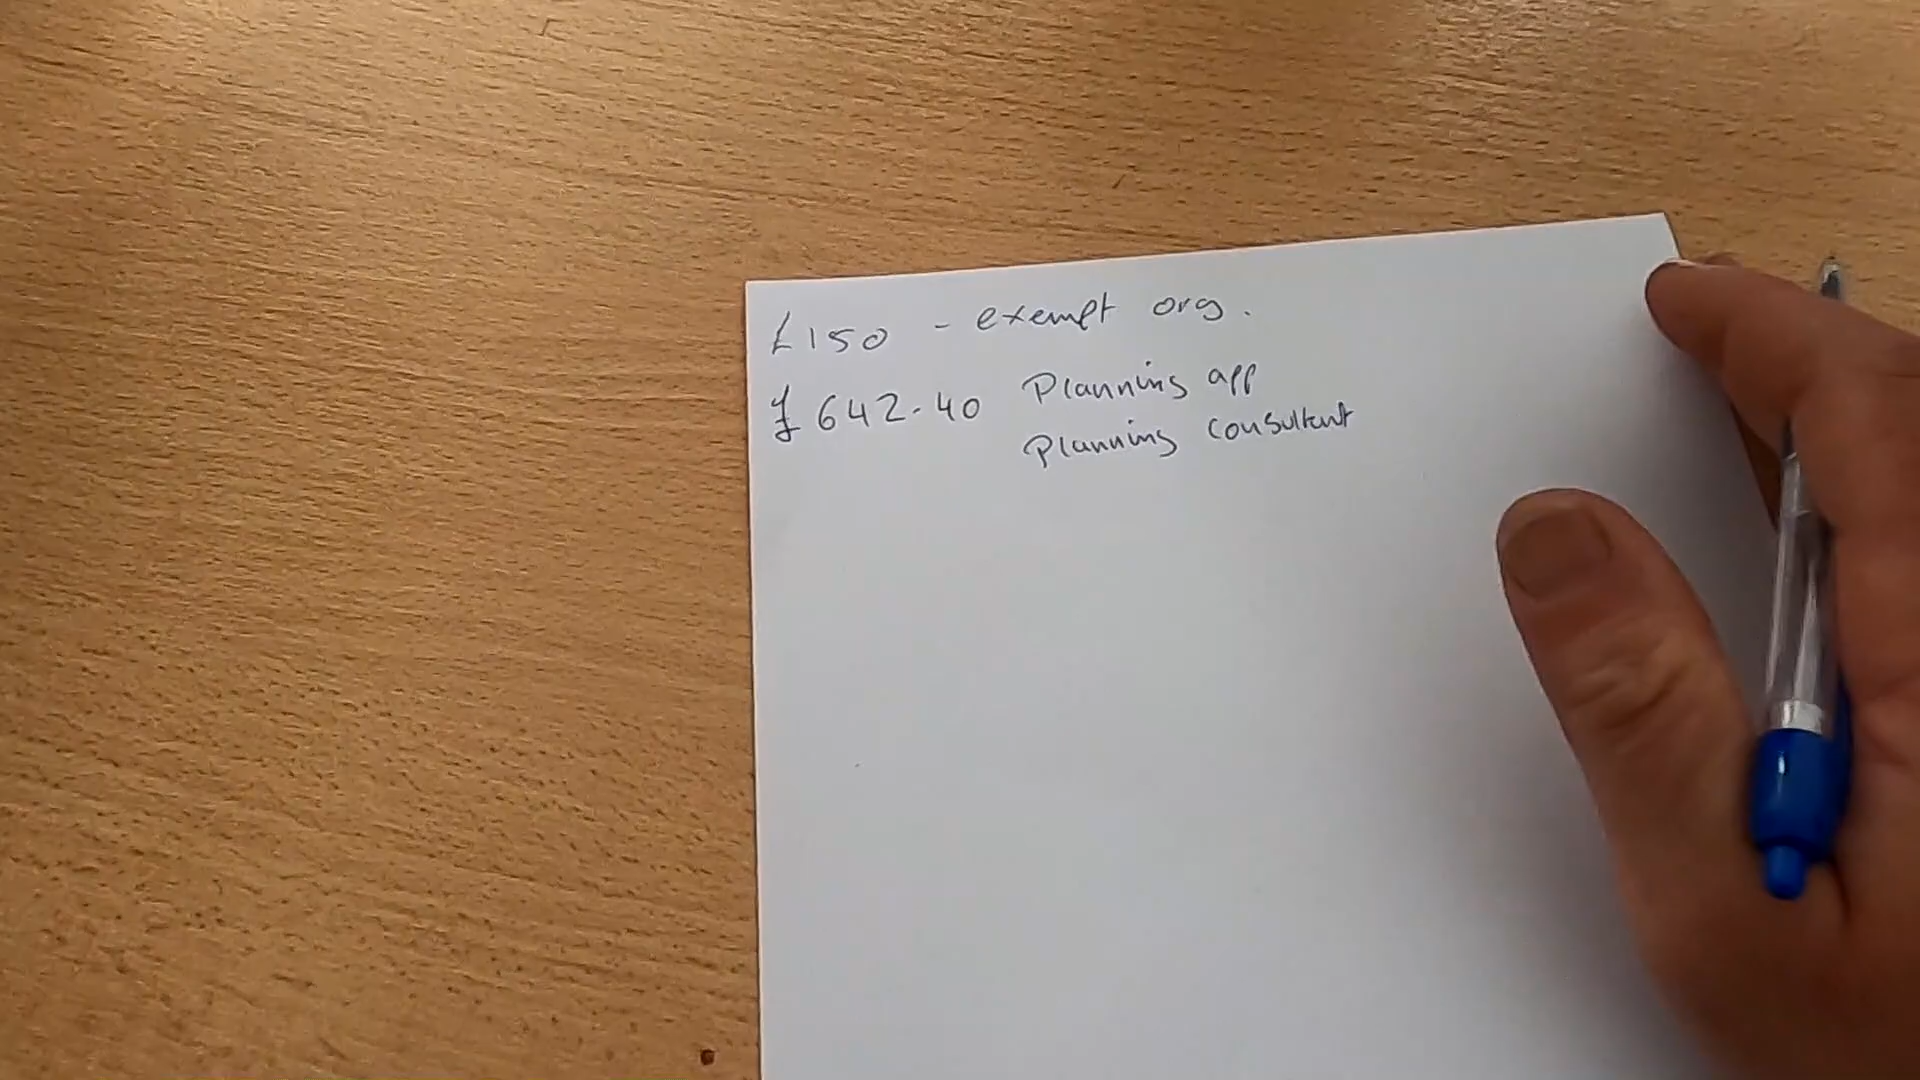 £150 - exempt org.
£642.40 Planning app
Planning consultant